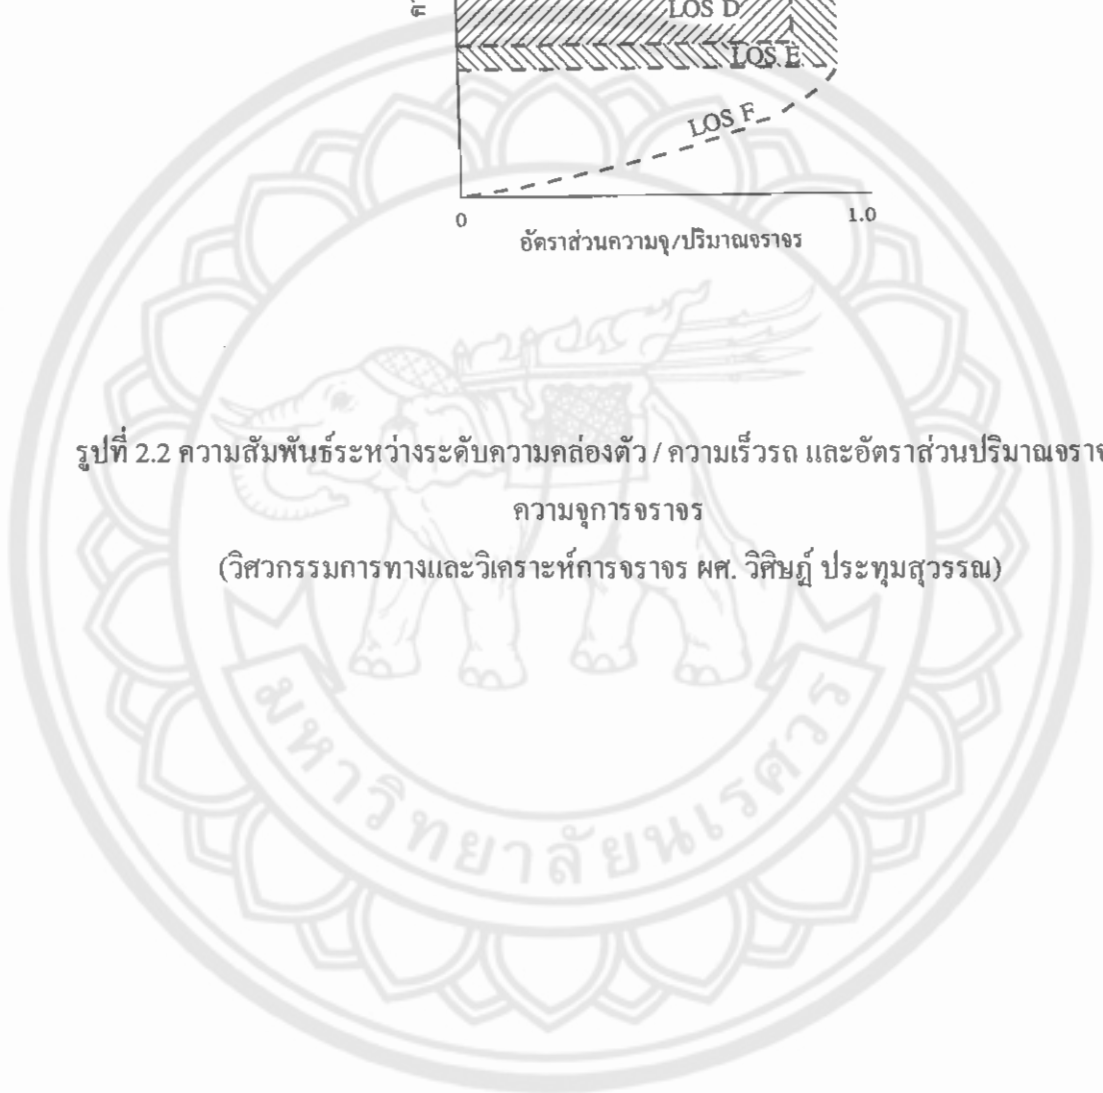 LOS D
LOS E
LOS F
0
1.0
อัตราส่วนความจุ/ปริมาณจราจร
รูปที่ 2.2 ความสัมพันธ์ระหว่างระดับความคล่องตัว / ความเร็วรถ และอัตราส่วนปริมาณจราจ
ความจุการจราจร
(วิศวกรรมการทางและวิเคราะห์การจราจร ผศ. วิศิษฏ์ ประทุมสุวรรณ)
มหาวิทยาลัยนเรศวร